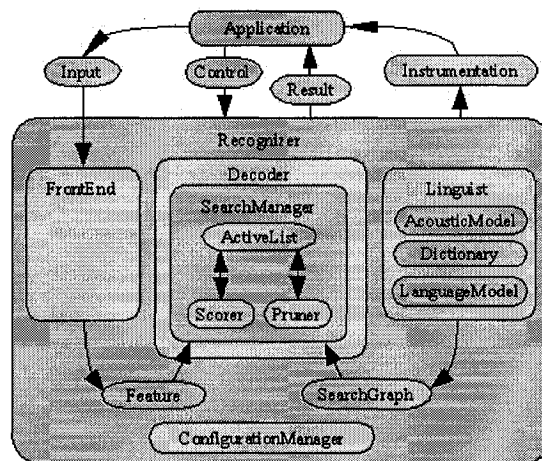 Application
Input
Control
Result
Instrumentation
Recognizer
FrontEnd
Decoder
Linguist
SearchManager
AcousticModel
ActiveList
Dictionary
LanguageModel
Scorer
Pruner
Feature
SearchGraph
ConfigurationManager